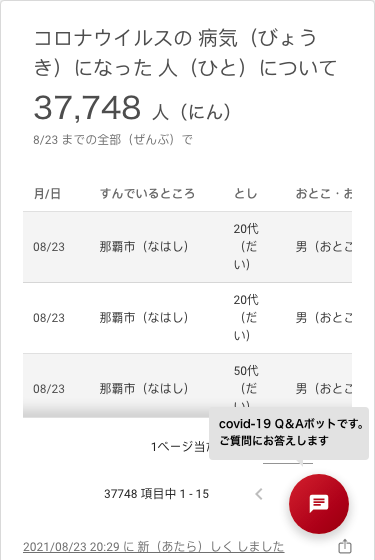 コロナウイルスの 病気（びょう
き）になった 人（ひと）について
37,748 人（にん）
8/23 までの全部（ぜんぶ）で
月/日 すんでいるところ とし おとこ・お
20代
08/23 那覇市（なはし） （だ 男（おとこ
い）
20代
08/23 那覇市（なはし） （だ 男（おとこ
い）
50代
08/23 那覇市（なはし） （だ 男（おとこ
い）
covid-19 Q&Aボットです。
1ページ当た
ご質問にお答えします
37748 項目中 1 - 15
2021/08/23 20:29 に 新（あたら）しく しました